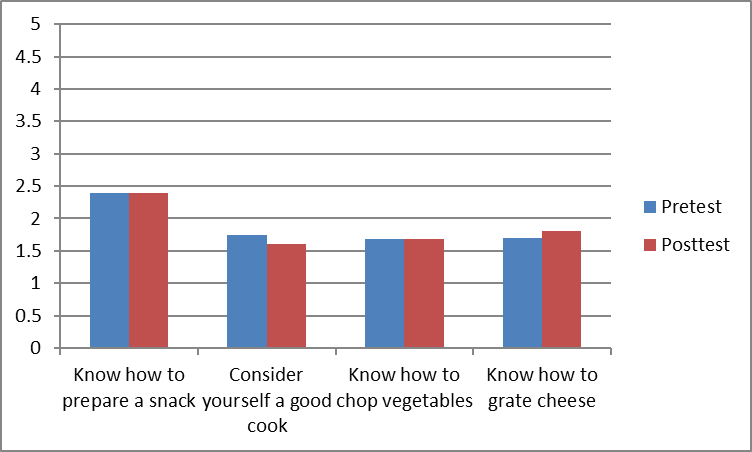 5
4.5
4
3.5
3
2.5
2
1.5
1
0.5
0
Know how to
prepare a snack
Consider
yourself a good
cook
Know how to
chop vegetables
Know how to
grate cheese
Pretest
Posttest